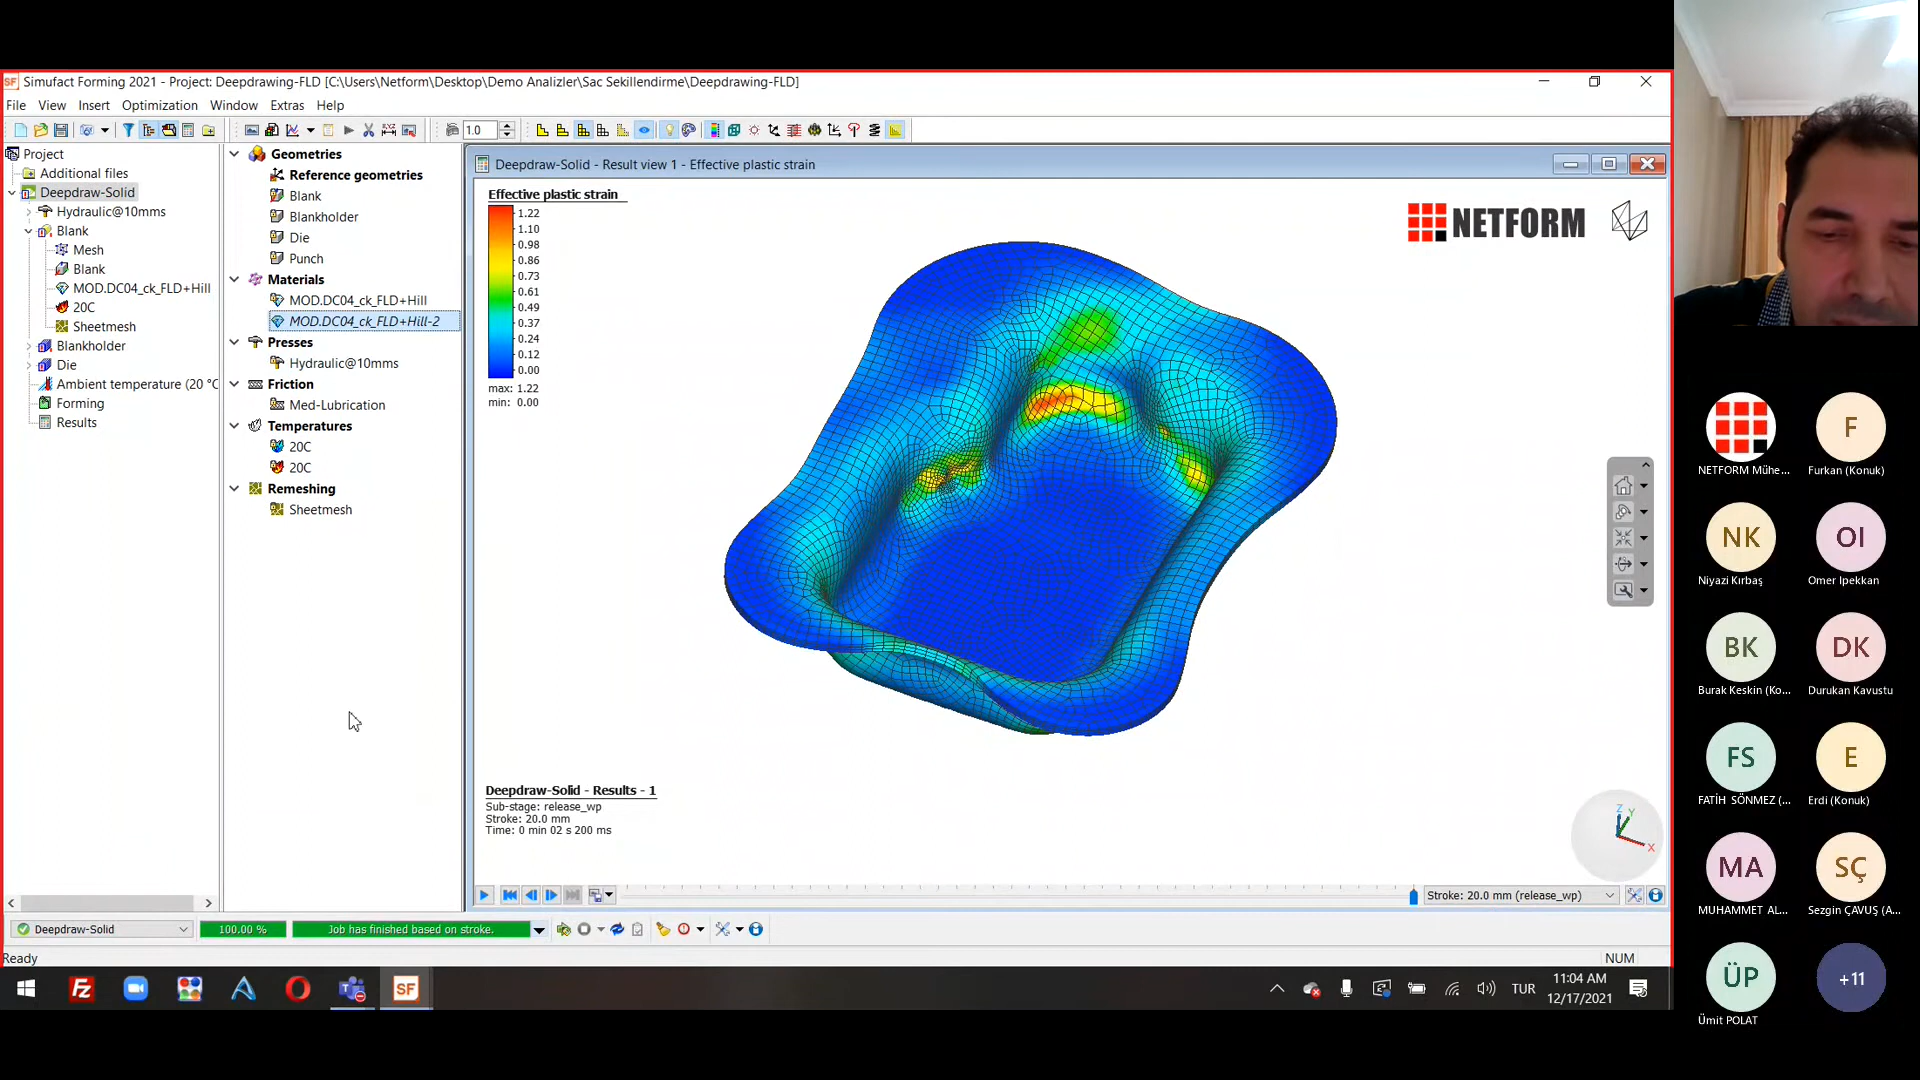 SF Simufact Forming 2021 - Project: Deepdrawing-FLD [C:\Users\Netform\Desktop\Demo Analizler\Sac Sekillendirme\Deepdrawing-FLD]
File View Insert Optimization Window Extras Help
1.0
Project
Additional files
Deepdraw-Solid
Hydraulic@10mms
Blank
Mesh
Blank
MOD.DC04_ck_FLD+Hill
20C
Sheetmesh
Blankholder
Die
Ambient temperature (20 °C
Forming
Results
Geometries
Reference geometries
Blank
Blankholder
Die
Punch
Materials
MOD.DC04_ck_FLD+Hill
MOD.DC04_ck_FLD+Hill-2
Presses
Hydraulic@10mms
Friction
Med-Lubrication
Temperatures
20C
20C
Remeshing
Sheetmesh
Deepdraw-Solid - Result view 1 - Effective plastic strain
Effective plastic strain
1.22
1.10
0.98
0.86
0.73
0.61
0.49
0.37
0.24
0.12
0.00
max: 1.22
min: 0.00
NETFORM
Deepdraw-Solid - Results - 1
Sub-stage: release_wp
Stroke: 20.0 mm
Time: 0 min 02 s 200 ms
Z
Y
X
Stroke: 20.0 mm (release_wp)
Deepdraw-Solid
100.00 %
Job has finished based on stroke.
Ready
NUM
Fz
SF
TUR
11:04 AM
12/17/2021
NETFORM Mühe...
F
Furkan (Konuk)
NK
Niyazi Kırbaş
OI
Omer Ipekkan
BK
Burak Keskin (Ko...
DK
Durukan Kavustu
FS
FATİH SÖNMEZ (...
E
Erdi (Konuk)
MA
MUHAMMET AL...
SÇ
Sezgin ÇAVUŞ (A...
ÜP
Ümit POLAT
+11